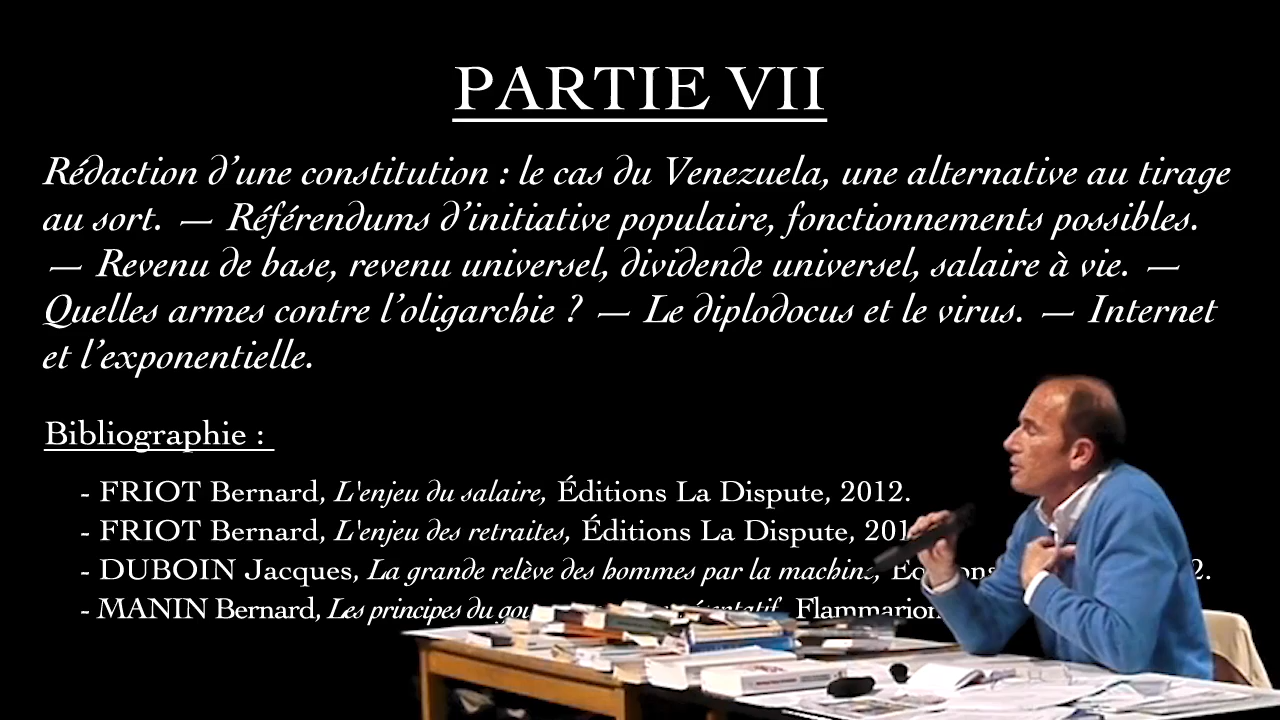 PARTIE VII
Rédaction d'une constitution : le cas du Venezuela, une alternative au tirage
au sort. — Référendums d'initiative populaire, fonctionnements possibles.
— Revenu de base, revenu universel, dividende universel, salaire à vie. —
Quelles armes contre l'oligarchie ? — Le diplodocus et le virus. — Internet
et l'exponentielle.
Bibliographie :
- FRIOT Bernard, L'enjeu du salaire, Éditions La Dispute, 2012.
- FRIOT Bernard, L'enjeu des retraites, Éditions La Dispute,
- DUBOIN Jacques, La grande relève des hommes par la machine,
- MANIN Bernard, Les principes du Flammarion